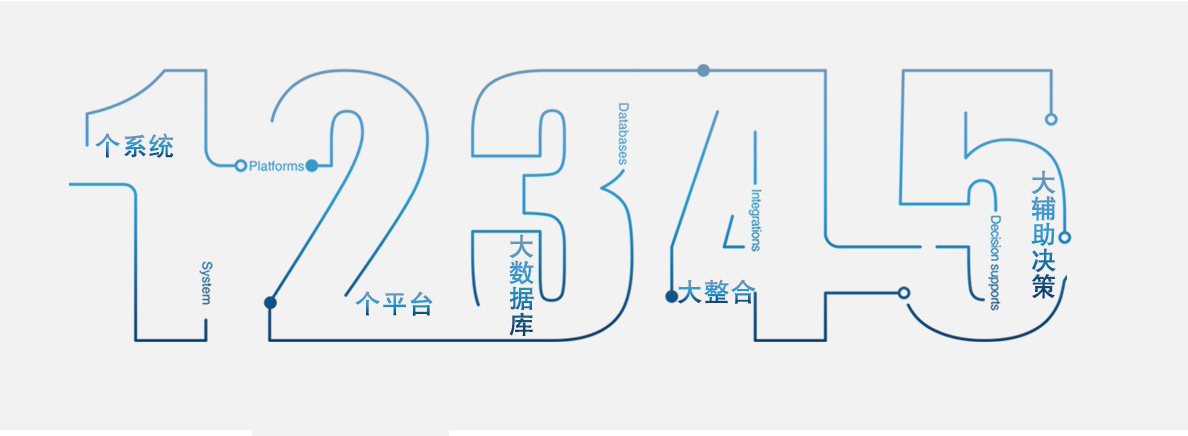 1
个系统
System
2
Platforms
个平台
3
Databases
大数据库
4
Integrations
大整合
5
Decision supports
大辅助决策